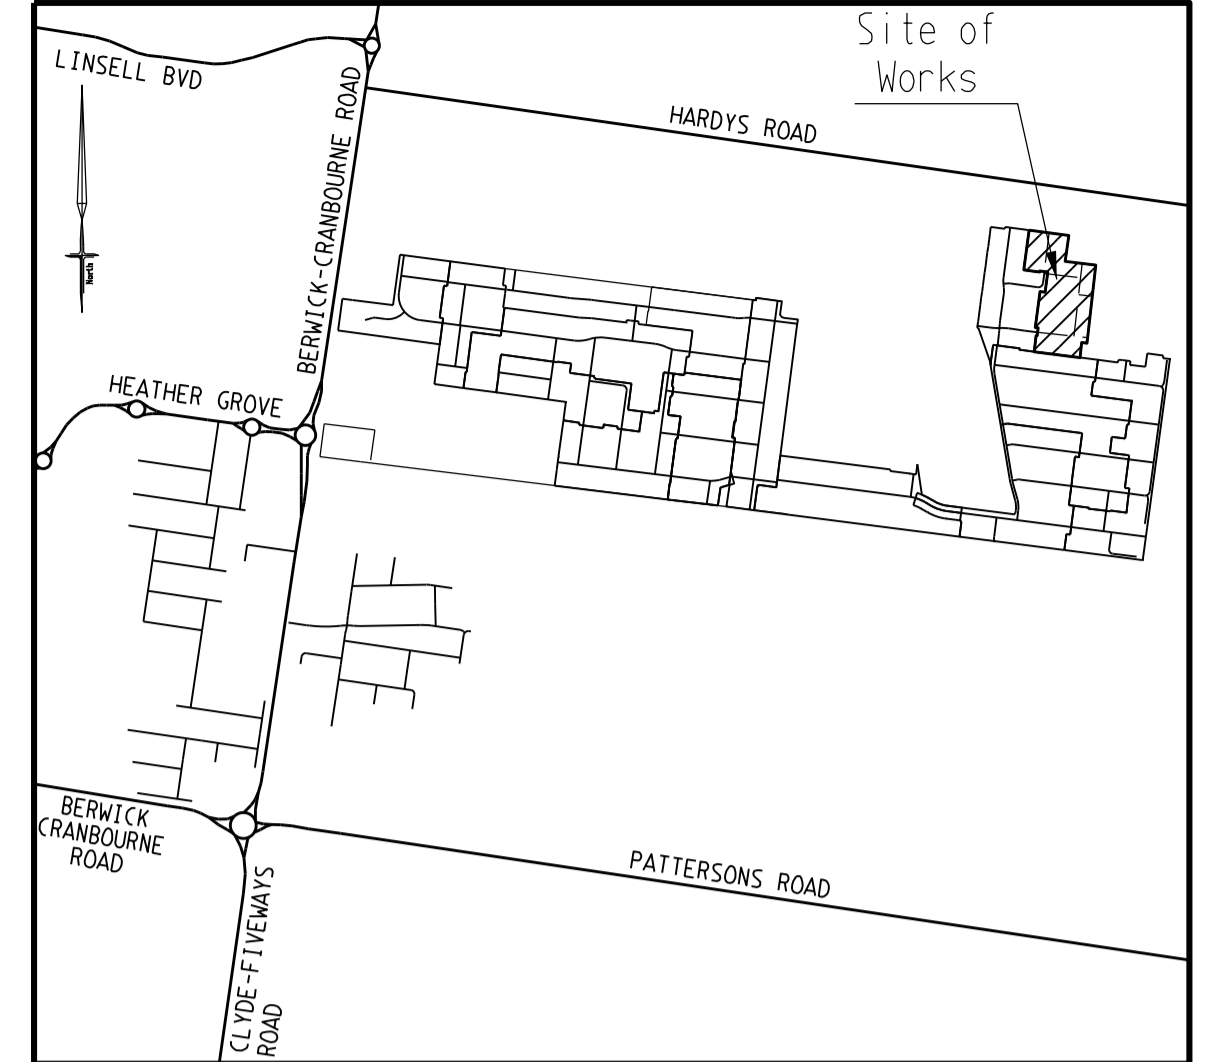 Site of
Works
LINSELL BVD
HARDYS ROAD
BERWICK-CRANBOURNE ROAD
North
HEATHER GROVE
BERWICK
CRANBOURNE
ROAD
PATTERSONS ROAD
CLYDE-FIVEWAYS
ROAD